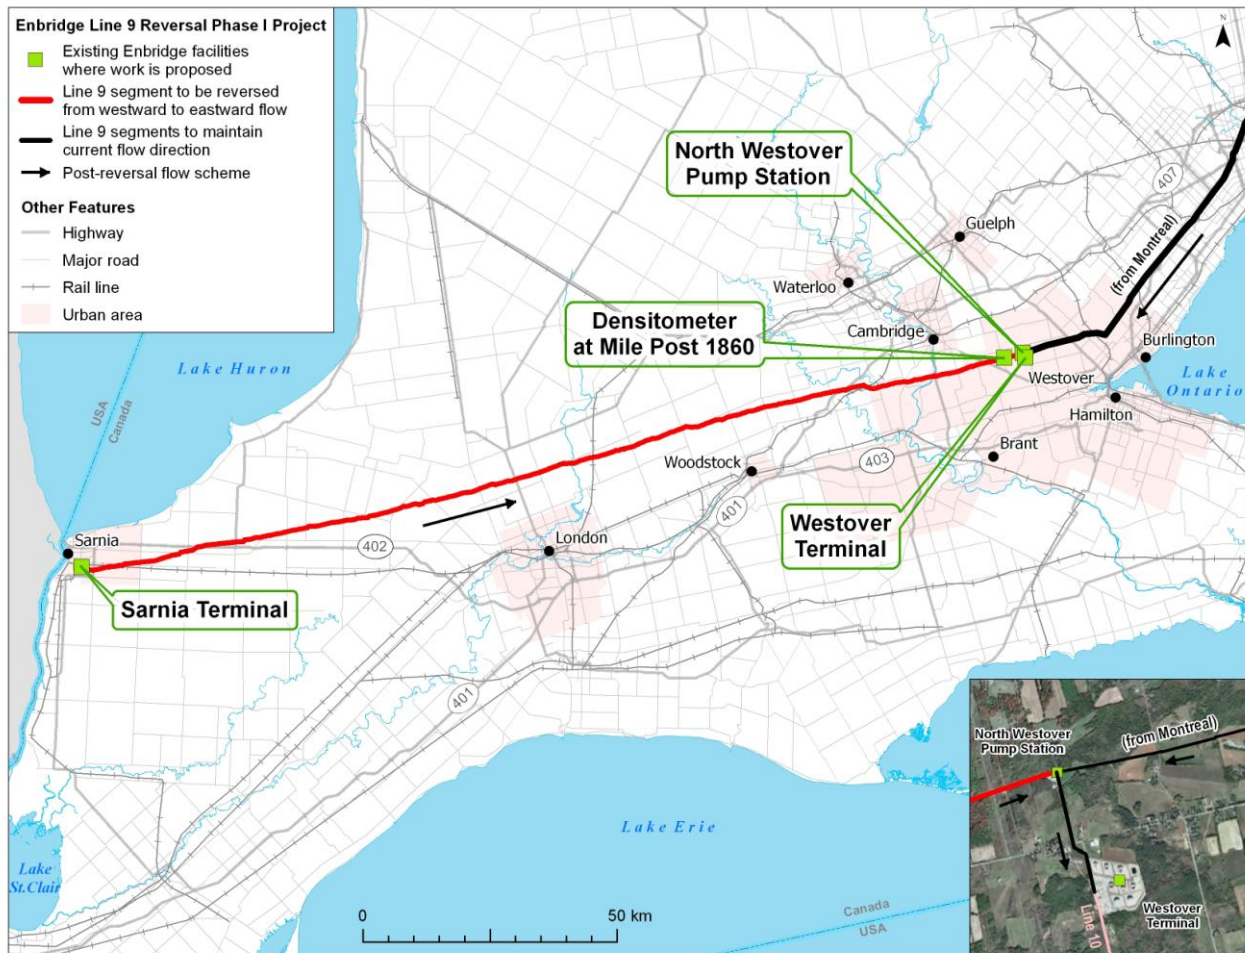 Enbridge Line 9 Reversal Phase I Project
Existing Enbridge facilities
where work is proposed
Line 9 segment to be reversed
from westward to eastward flow
Line 9 segments to maintain
current flow direction
Post-reversal flow scheme
Other Features
Highway
Major road
Rail line
Urban area
N
North Westover
Pump Station
407
Guelph
(from Montreal)
Waterloo
Densitometer
at Mile Post 1860
Cambridge
Burlington
Lake
Ontario
Westover
Hamilton
Lake Huron
USA
Canada
Brant
Woodstock
403
401
Westover
Terminal
Sarnia
402
London
Sarnia Terminal
401
Lake Erie
Lake
St.Clair
0
50 km
Canada
USA
North Westover
Pump Station
(from Montreal)
Westover
Terminal
Line 10